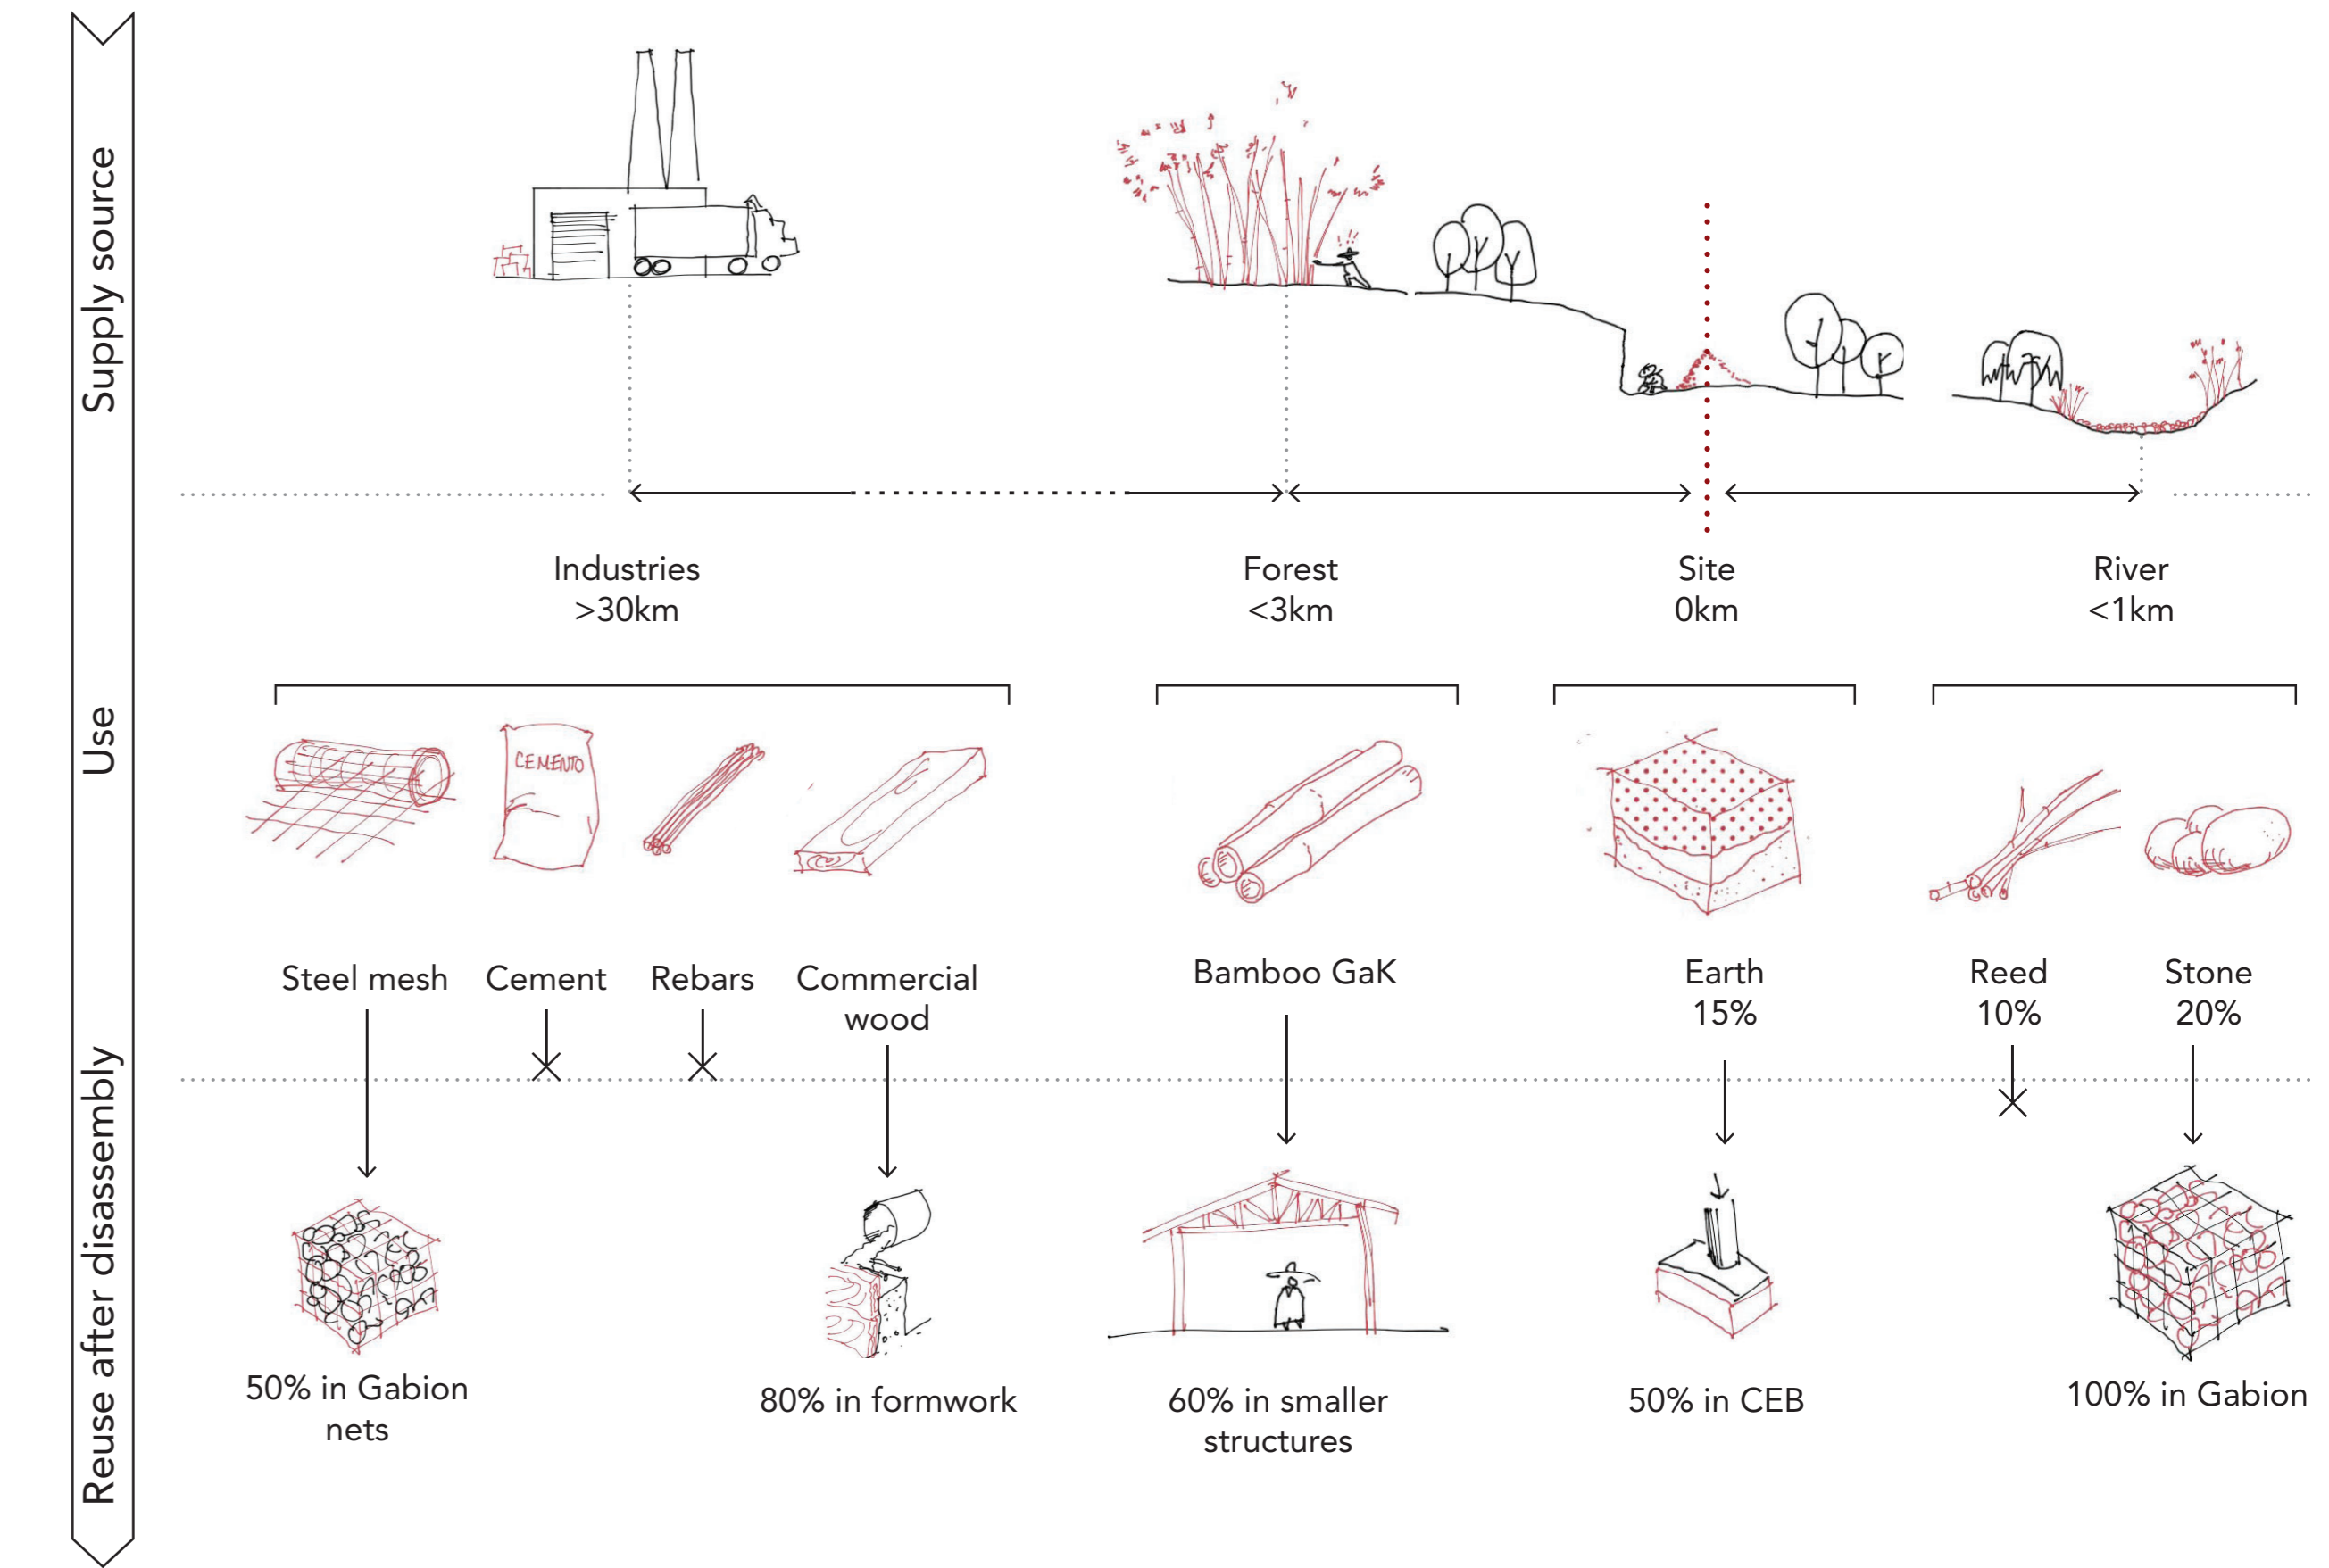 Supply source
Industries
>30km
Forest
<3km
Site
0km
River
<1km
Use
CEMENTO
Steel mesh
Cement
Rebars
Commercial
wood
Bamboo GaK
Earth
15%
Reed
10%
Stone
20%
Reuse after disassembly
50% in Gabion
nets
80% in formwork
60% in smaller
structures
50% in CEB
100% in Gabion